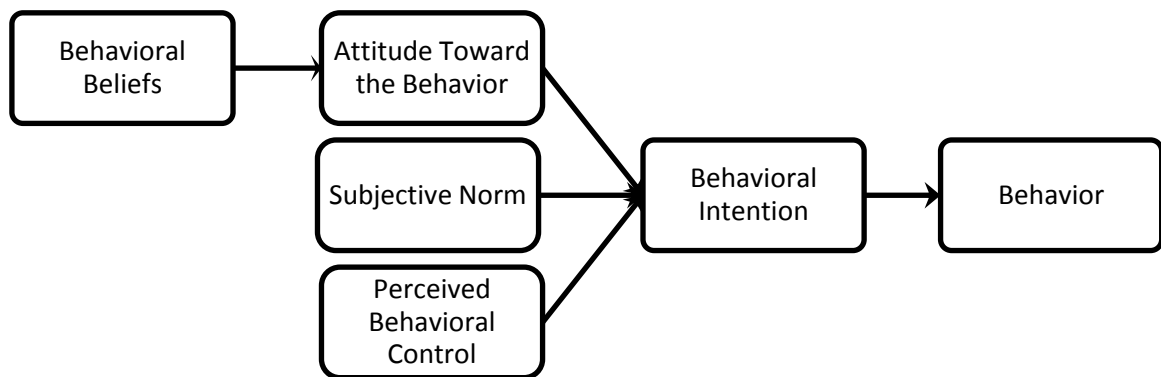 Behavioral
Beliefs
Attitude Toward
the Behavior
Subjective Norm
Perceived
Behavioral
Control
Behavioral
Intention
Behavior